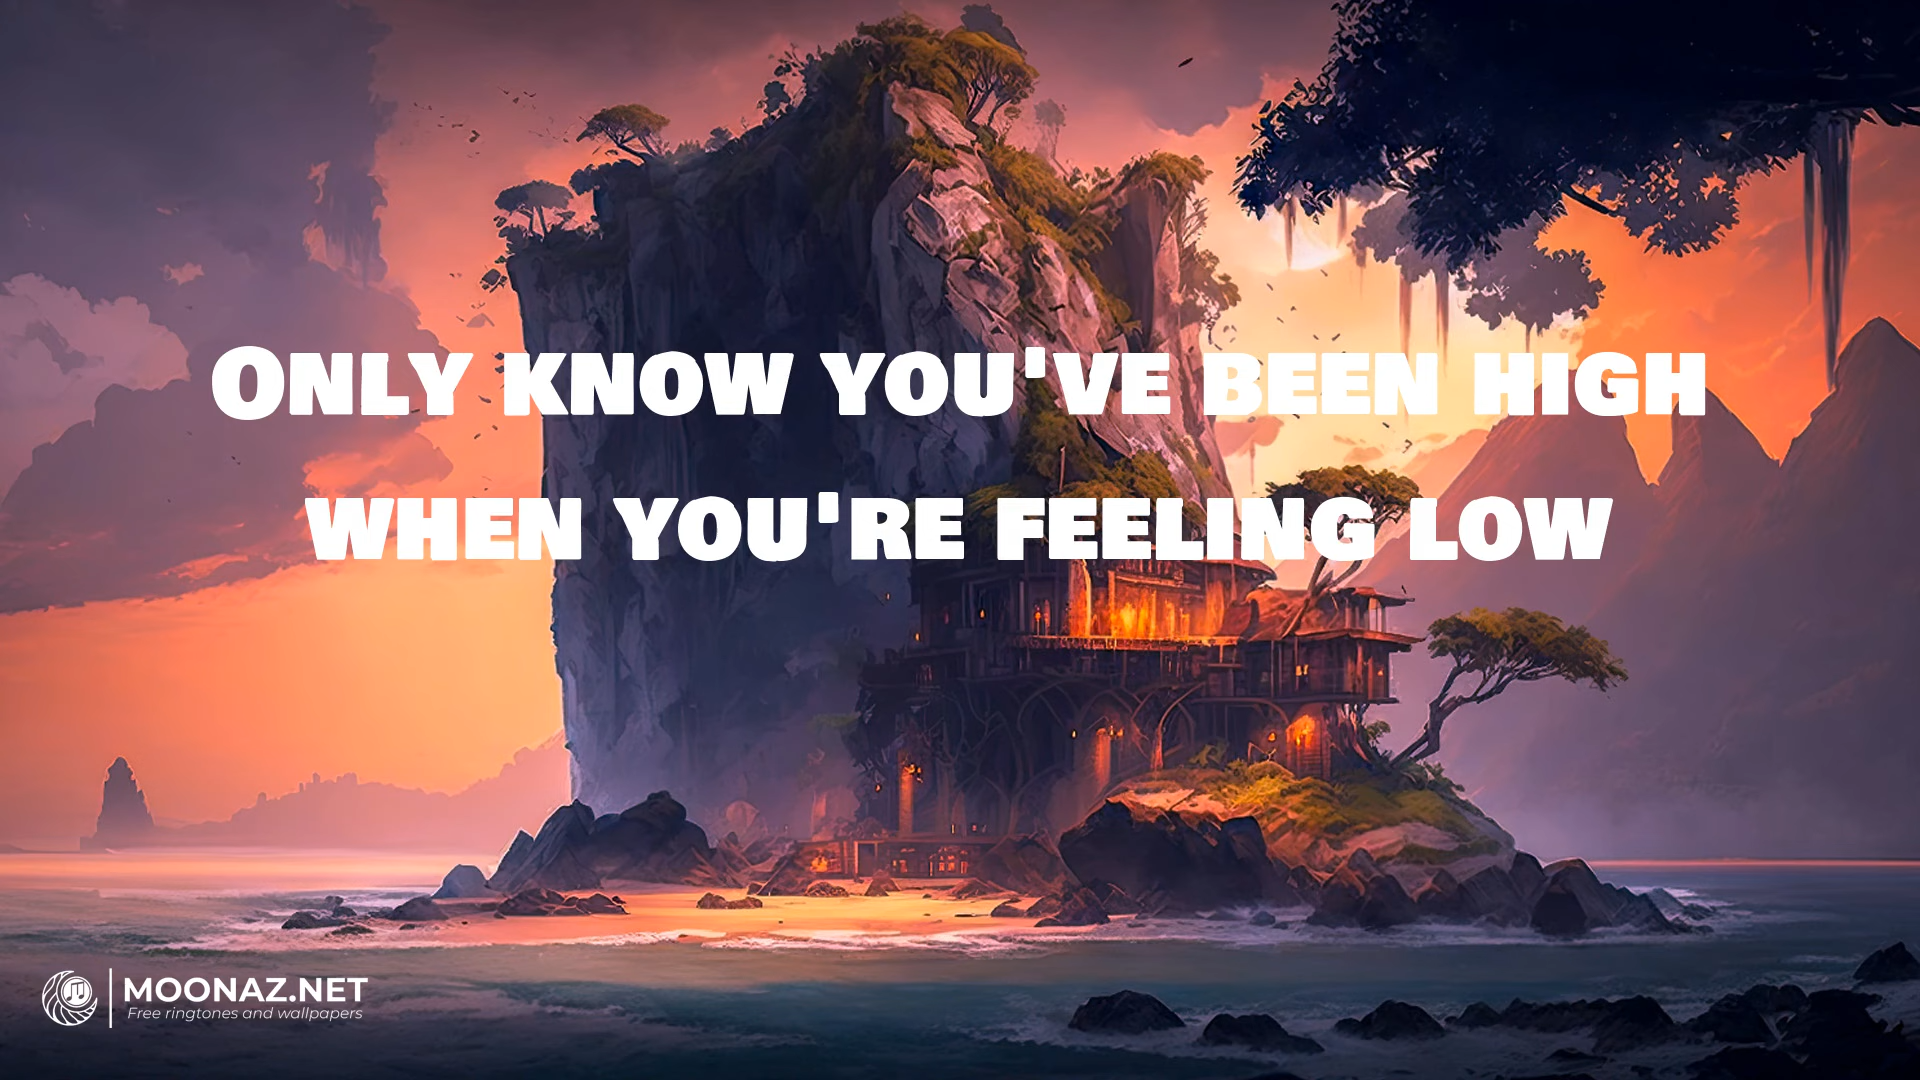 Only know you've been high
when you're feeling low
MOONAZ.NET
Free ringtones and wallpapers